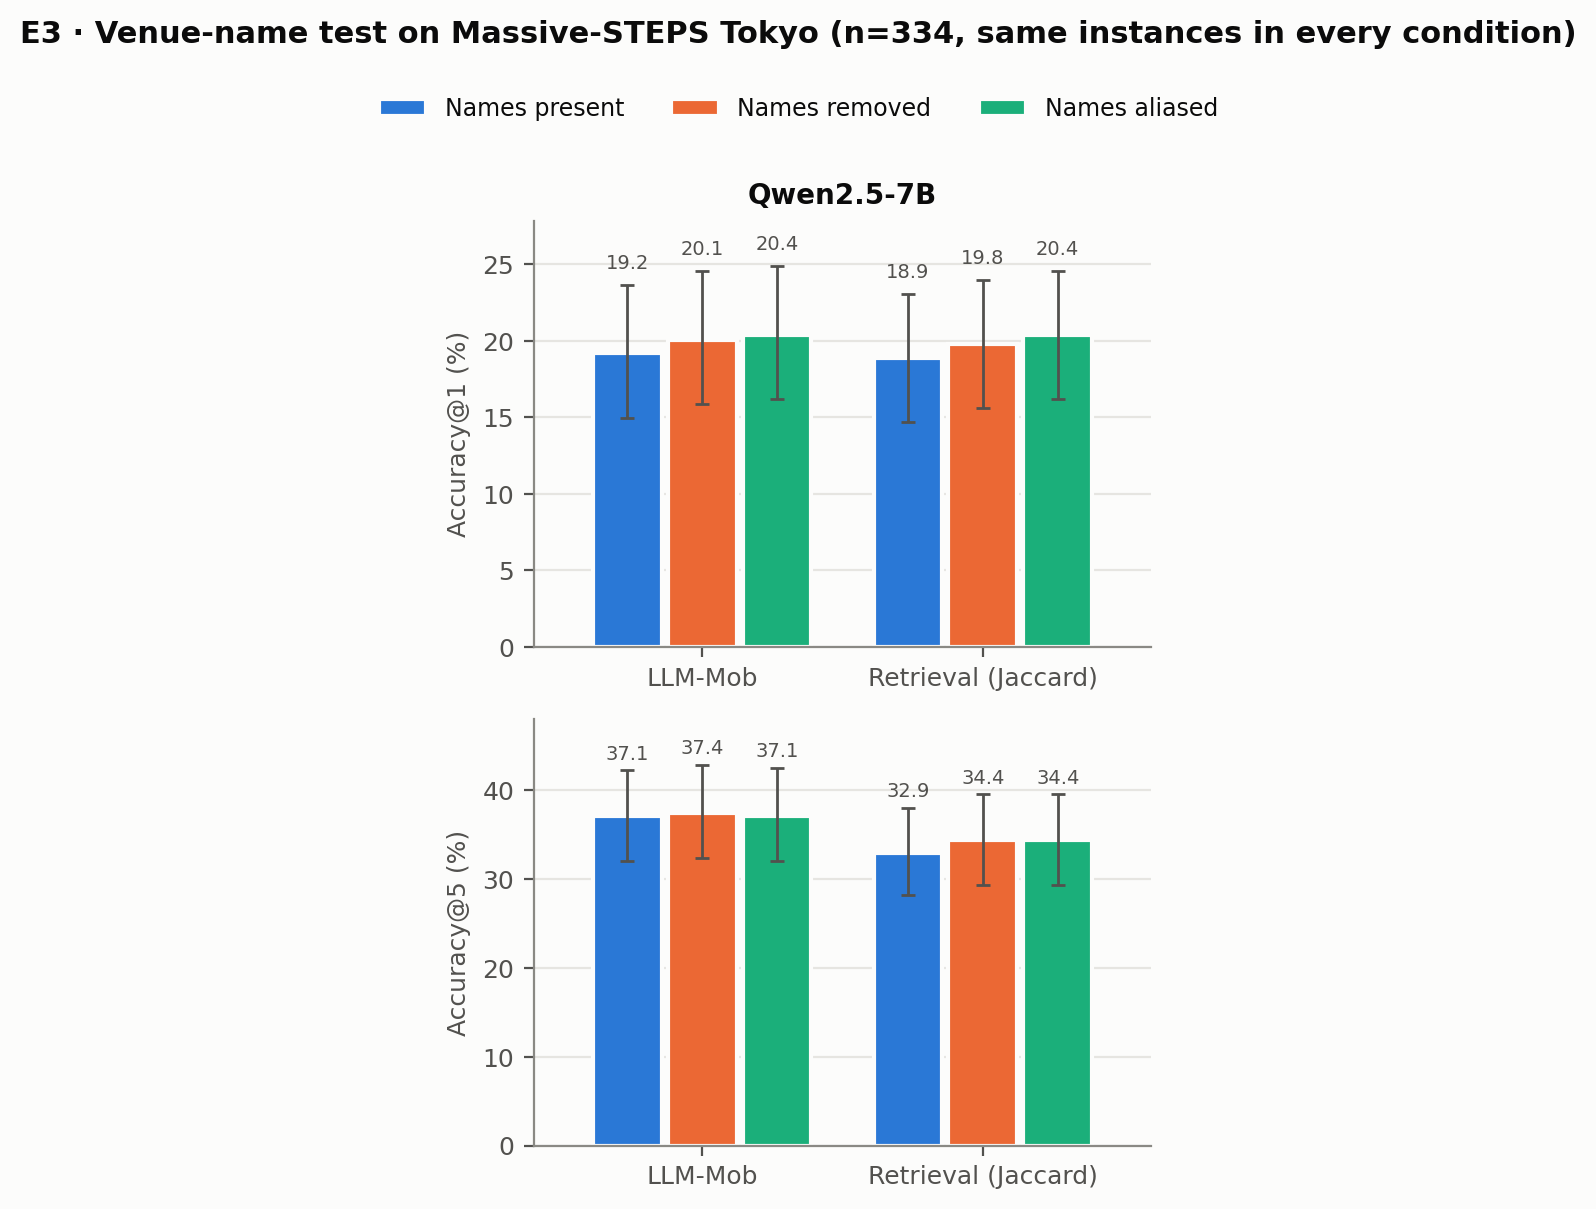 E3 · Venue-name test on Massive-STEPS Tokyo (n=334, same instances in every condition)
Names present
Names removed
Names aliased
Qwen2.5-7B
Accuracy@1 (%)
25
20
15
10
5
0
19.2
20.1
20.4
18.9
19.8
20.4
LLM-Mob
Retrieval (Jaccard)
Accuracy@5 (%)
40
30
20
10
0
37.1
37.4
37.1
32.9
34.4
34.4
LLM-Mob
Retrieval (Jaccard)